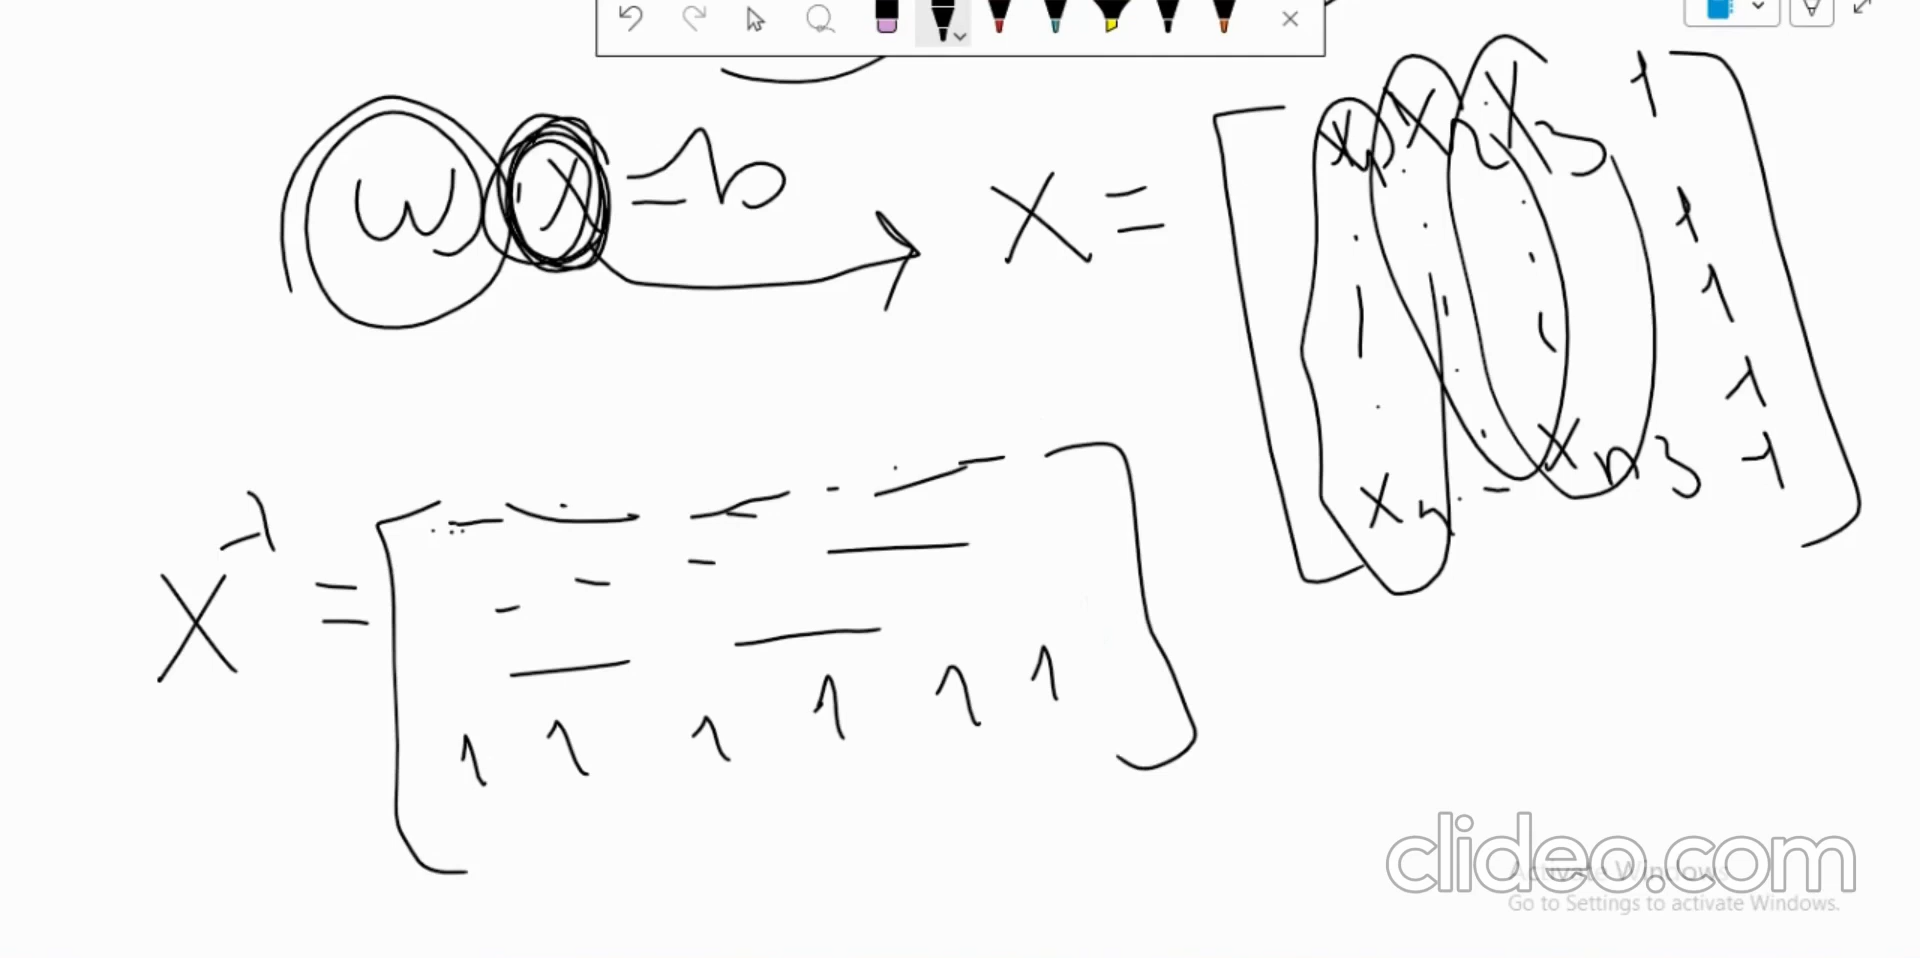 w x = b
X =
x1 x2 x3 1
1
1
1
xn3 1
X^-1 =
1 1 1 1 1 1
clideo.com
Activate Windows
Go to Settings to activate Windows.